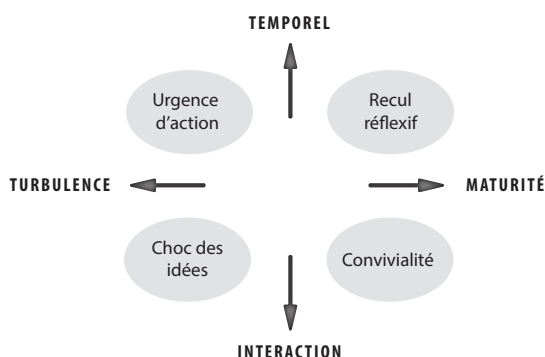 TEMPOREL
Urgence
d'action
Recul
réflexif
TURBULENCE
MATURITÉ
Choc des
idées
Convivialité
INTERACTION